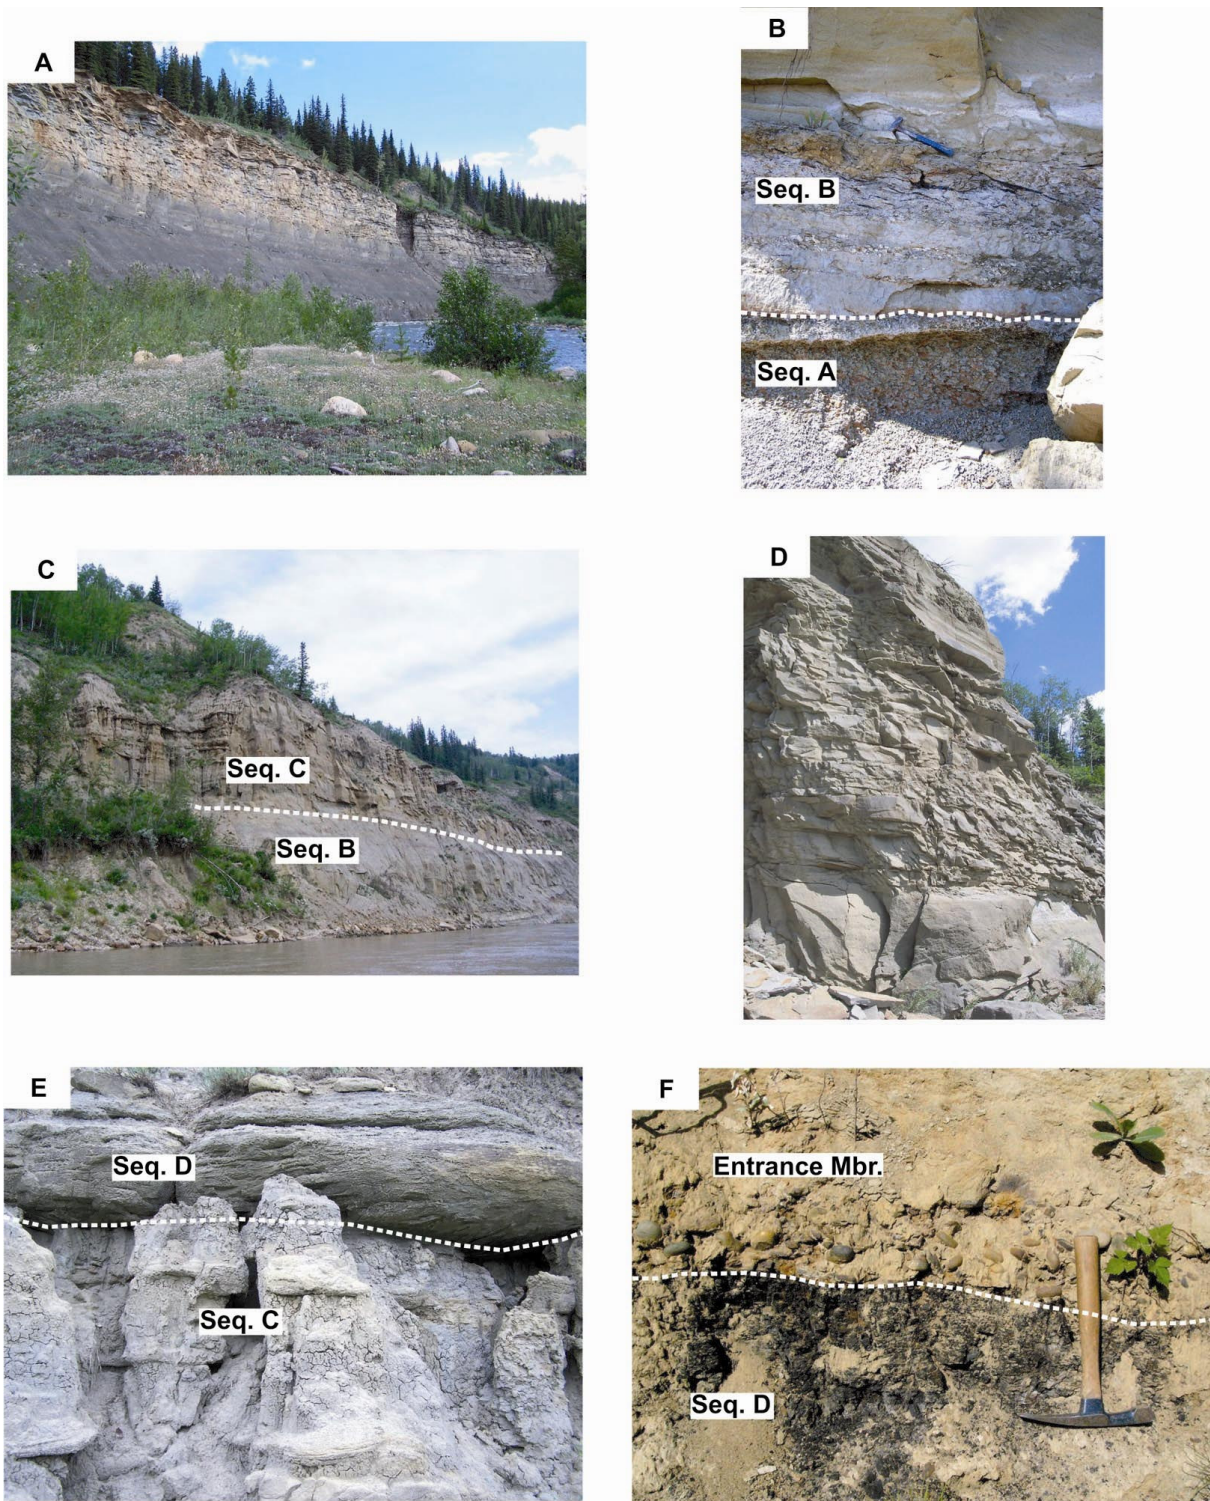 A
B
Seq. B
Seq. A
C
Seq. C
Seq. B
D
E
Seq. D
Seq. C
F
Entrance Mbr.
Seq. D